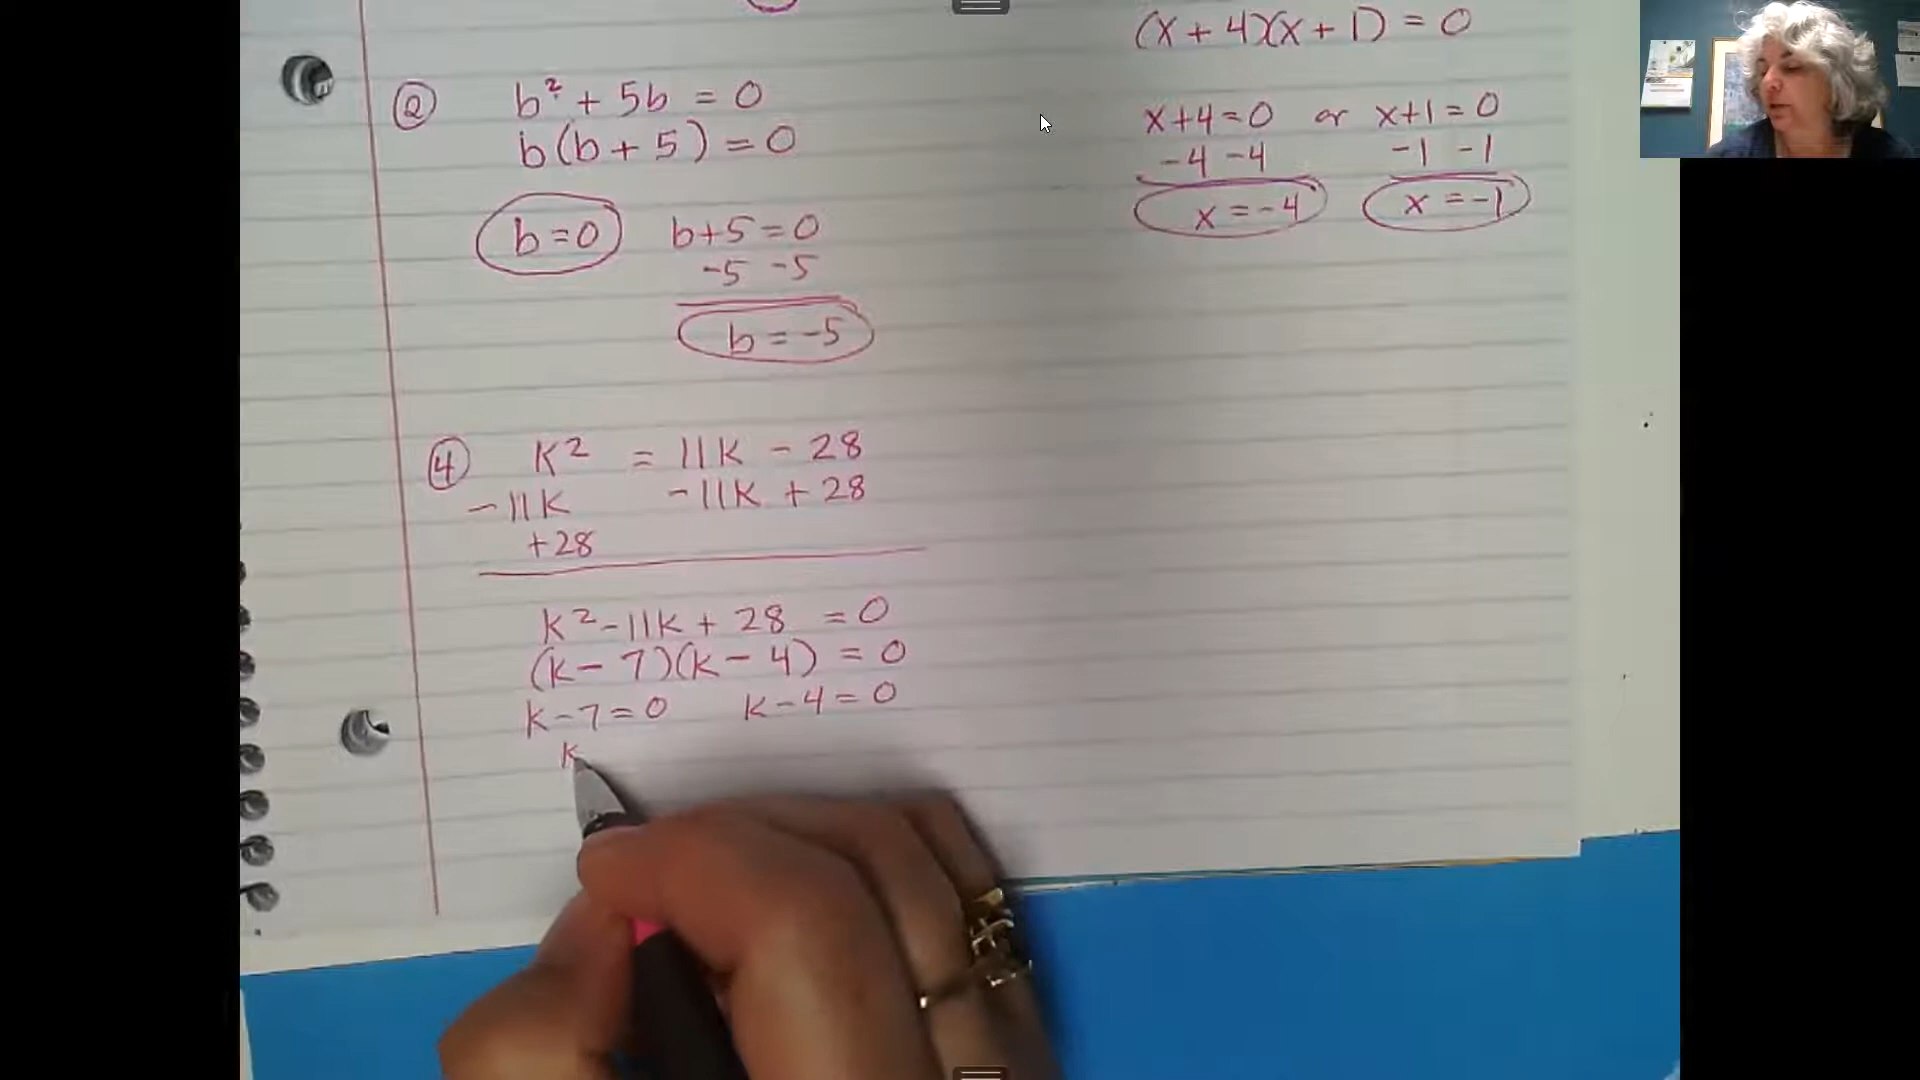 ② b² + 5b = 0
b(b + 5) = 0
b = 0 b + 5 = 0
-5 -5
b = -5
④ k² = 11k - 28
-11k -11k + 28
+28
k² - 11k + 28 = 0
(k - 7)(k - 4) = 0
k - 7 = 0 k - 4 = 0
k
(x + 4)(x + 1) = 0
x + 4 = 0 or x + 1 = 0
-4 -4 -1 -1
x = -4 x = -1